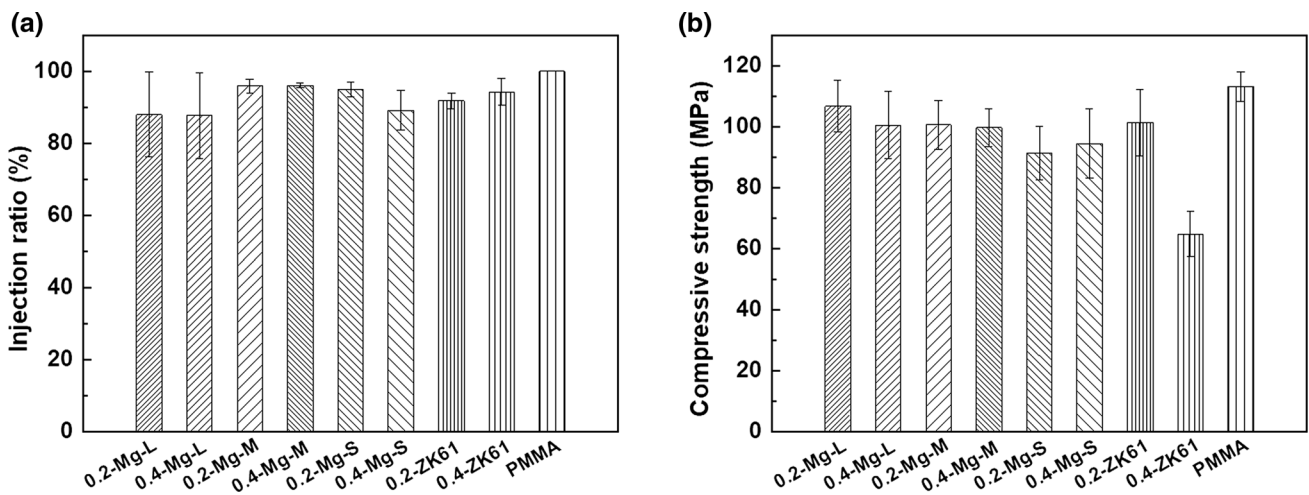 (a)
Injection ratio (%)
100
80
60
40
20
0
0.2-Mg-L
0.4-Mg-L
0.2-Mg-M
0.4-Mg-M
0.2-Mg-S
0.4-Mg-S
0.2-ZK61
0.4-ZK61
PMMA
(b)
Compressive strength (MPa)
120
100
80
60
40
20
0
0.2-Mg-L
0.4-Mg-L
0.2-Mg-M
0.4-Mg-M
0.2-Mg-S
0.4-Mg-S
0.2-ZK61
0.4-ZK61
PMMA